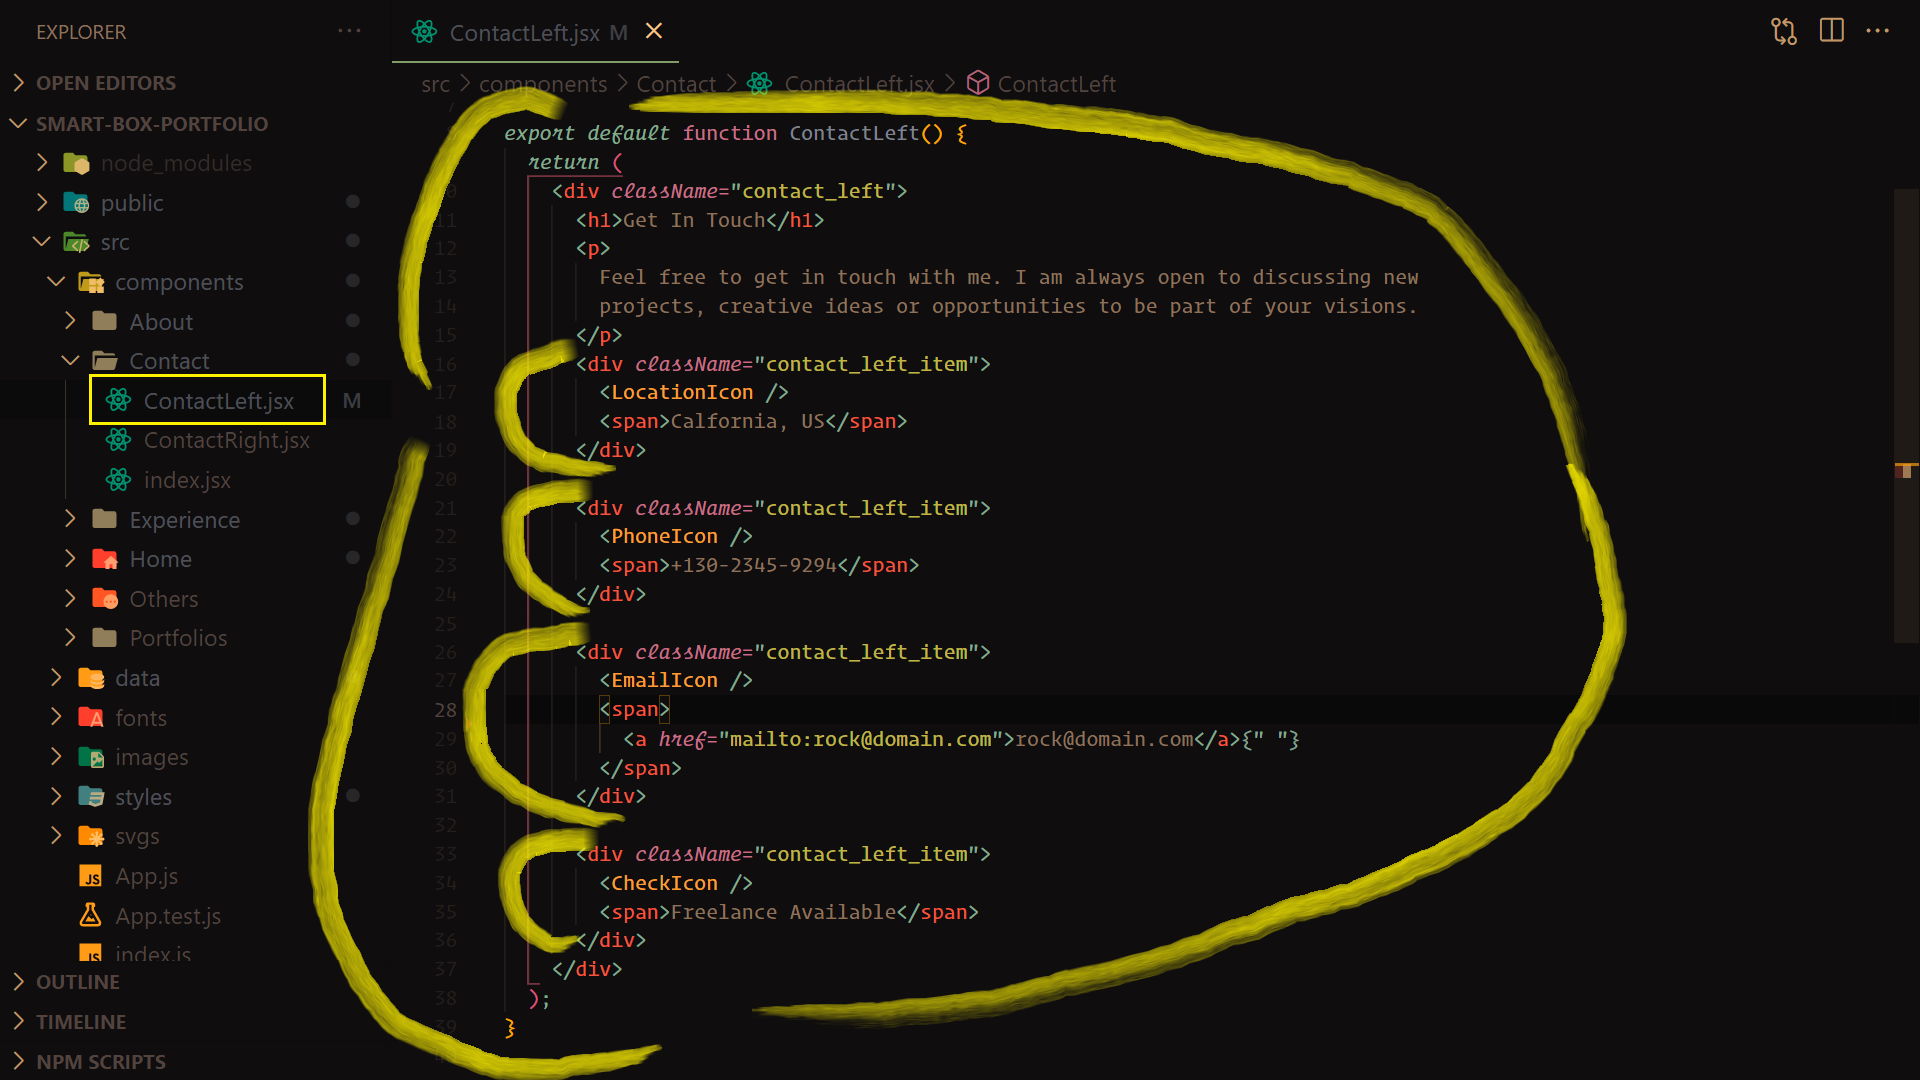 EXPLORER
OPEN EDITORS
SMART-BOX-PORTFOLIO
node_modules
public
src
components
About
Contact
ContactLeft.jsx M
ContactRight.jsx
index.jsx
Experience
Home
Others
Portfolios
data
fonts
images
styles
svgs
App.js
App.test.js
index.js
OUTLINE
TIMELINE
NPM SCRIPTS
ContactLeft.jsx M
src > components > Contact > ContactLeft.jsx > ContactLeft
export default function ContactLeft() {
return (
<div className="contact_left">
11 <h1>Get In Touch</h1>
12 <p>
13 Feel free to get in touch with me. I am always open to discussing new
14 projects, creative ideas or opportunities to be part of your visions.
15 </p>
16 <div className="contact_left_item">
17 <LocationIcon />
18 <span>Calfornia, US</span>
19 </div>
20
21 <div className="contact_left_item">
22 <PhoneIcon />
23 <span>+130-2345-9294</span>
24 </div>
25
26 <div className="contact_left_item">
27 <EmailIcon />
28 <span>
29 <a href="mailto:rock@domain.com">rock@domain.com</a>{" "}
30 </span>
31 </div>
32
33 <div className="contact_left_item">
34 <CheckIcon />
35 <span>Freelance Available</span>
36 </div>
37 </div>
38 );
39 }